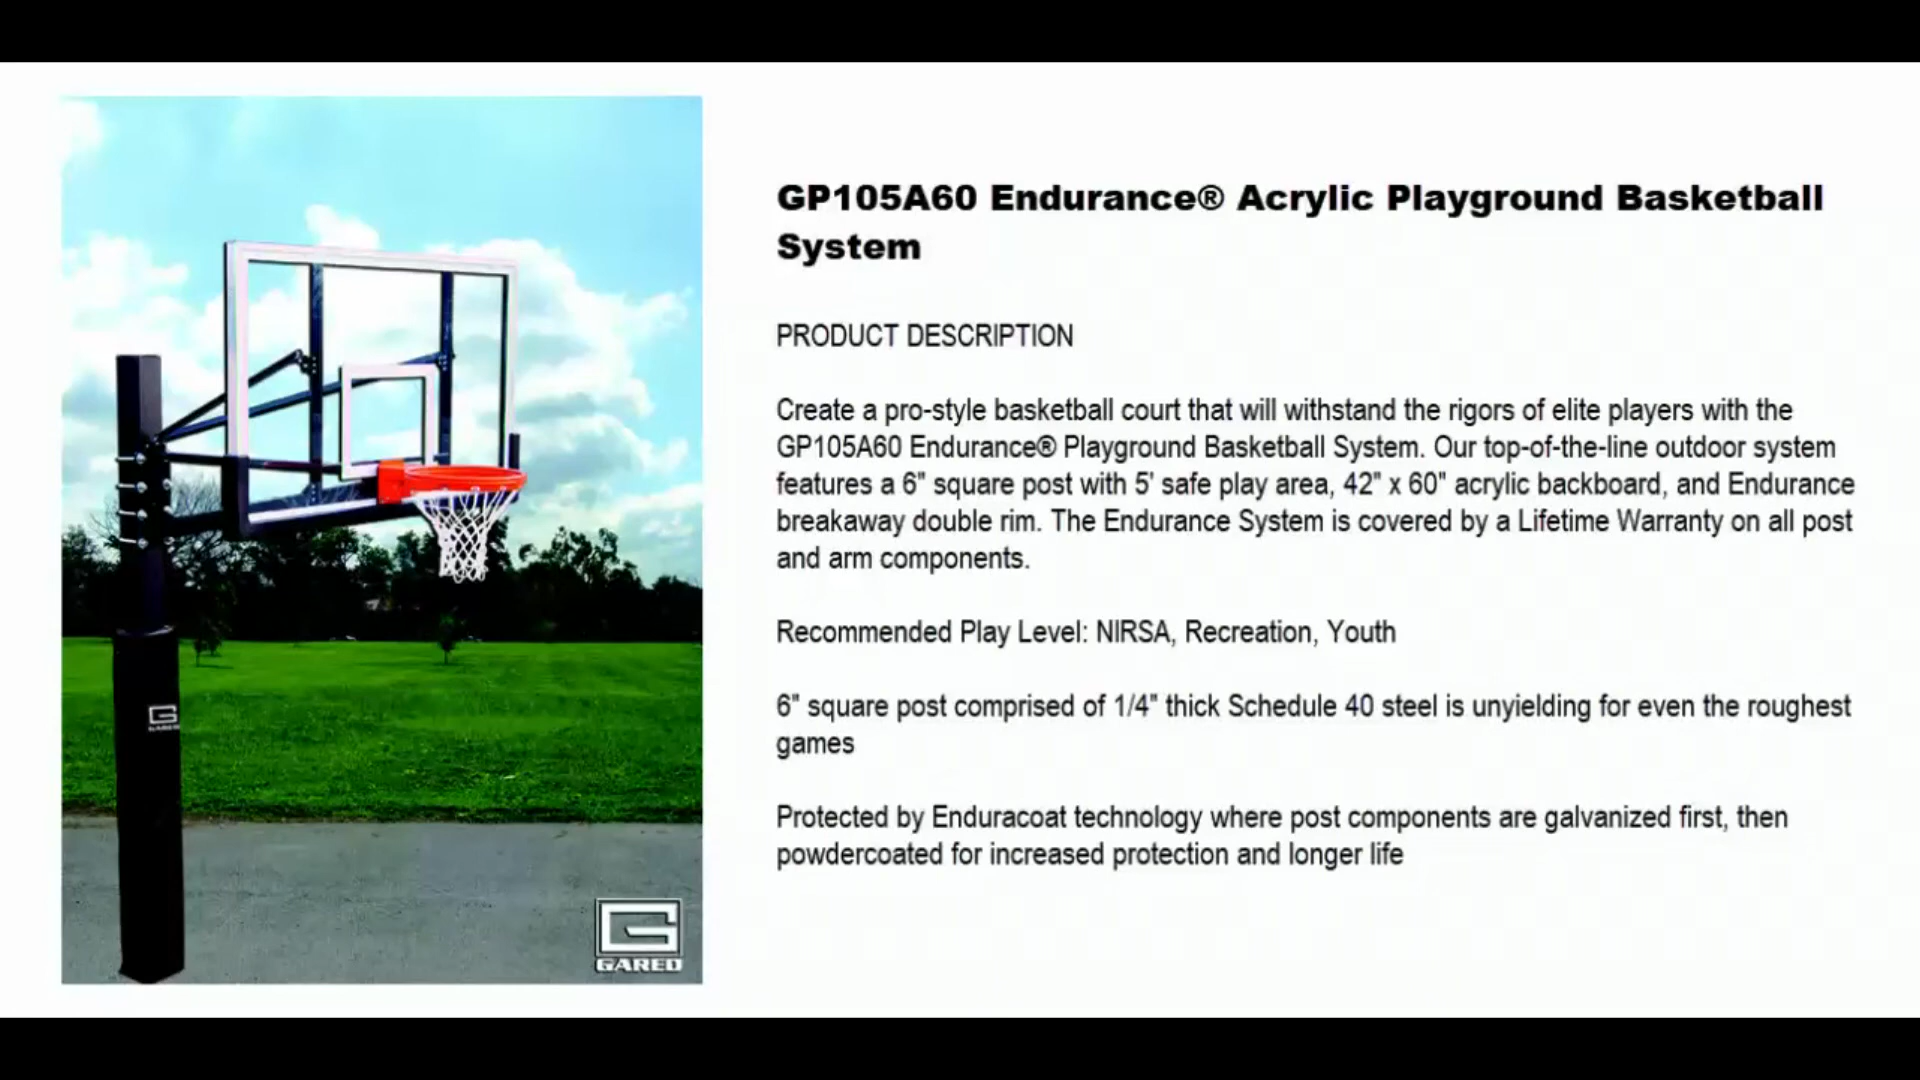 GP105A60 Endurance® Acrylic Playground Basketball
System
PRODUCT DESCRIPTION
Create a pro-style basketball court that will withstand the rigors of elite players with the
GP105A60 Endurance® Playground Basketball System. Our top-of-the-line outdoor system
features a 6" square post with 5' safe play area, 42" x 60" acrylic backboard, and Endurance
breakaway double rim. The Endurance System is covered by a Lifetime Warranty on all post
and arm components.
Recommended Play Level: NIRSA, Recreation, Youth
6" square post comprised of 1/4" thick Schedule 40 steel is unyielding for even the roughest
games
Protected by Enduracoat technology where post components are galvanized first, then
powdercoated for increased protection and longer life
GARED
GARED